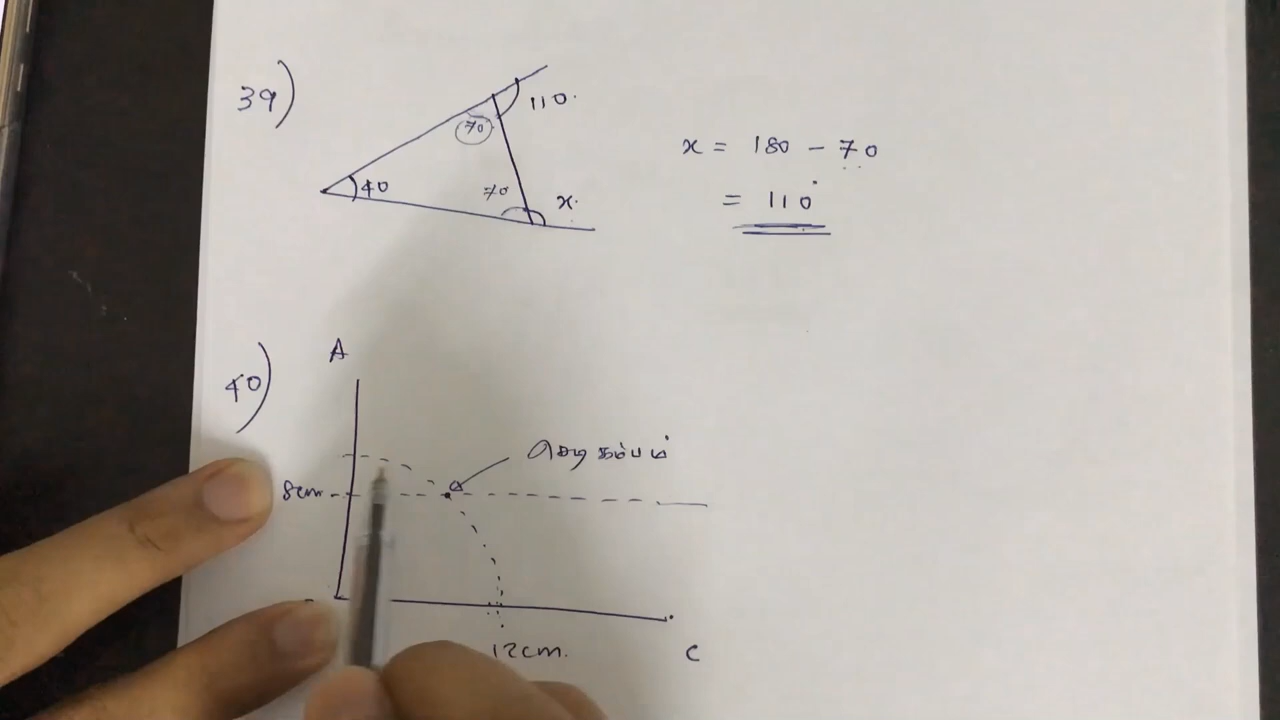 39)
110.
70
40
70
x.
x = 180 - 70
= 110°
40)
A
8cm
12cm.
C